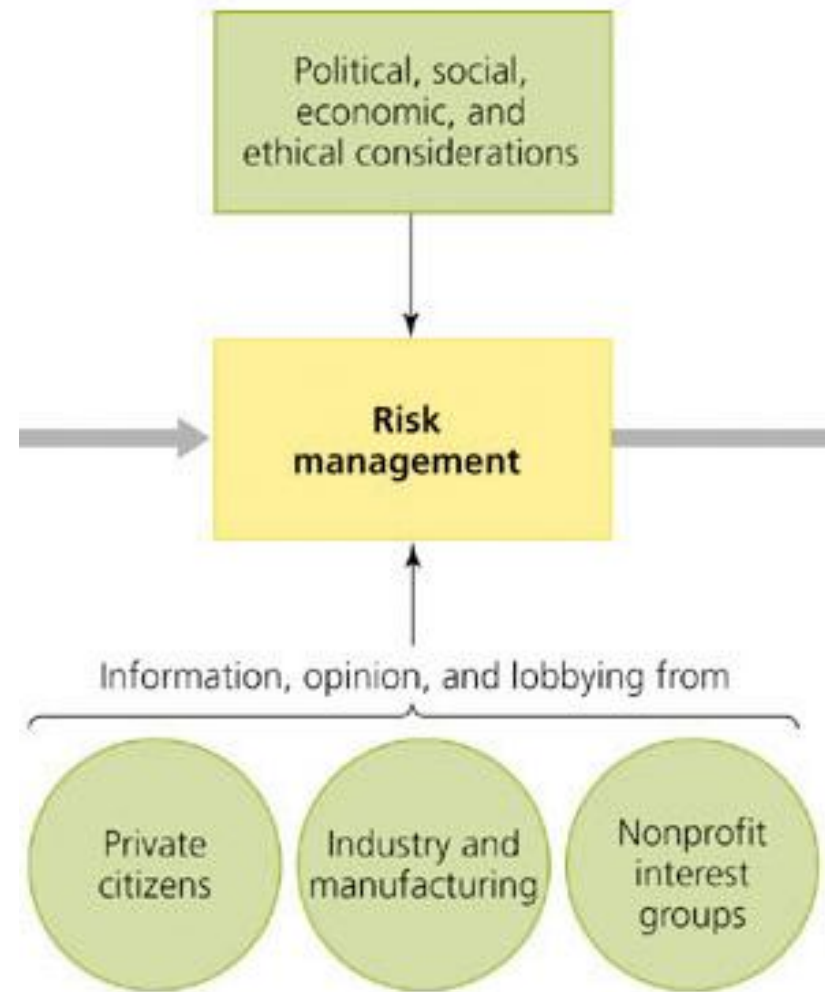 Political, social,
economic, and
ethical considerations
Risk
management
Information, opinion, and lobbying from
Private
citizens
Industry and
manufacturing
Nonprofit
interest
groups